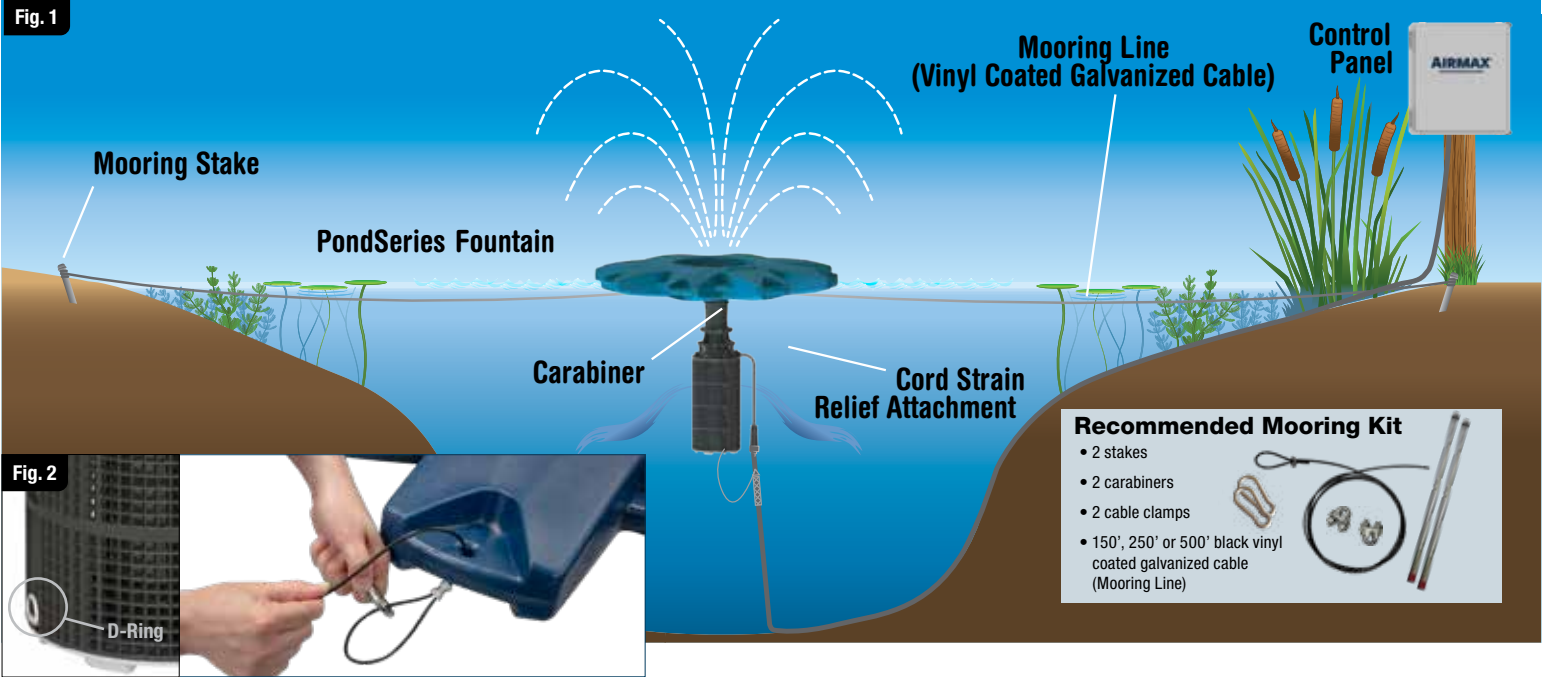 Fig. 1
Mooring Line
(Vinyl Coated Galvanized Cable)
Control
Panel
AIRMAX
Mooring Stake
PondSeries Fountain
Carabiner
Cord Strain
Relief Attachment
Recommended Mooring Kit
• 2 stakes
• 2 carabiners
• 2 cable clamps
• 150’, 250’ or 500’ black vinyl
coated galvanized cable
(Mooring Line)
Fig. 2
D-Ring